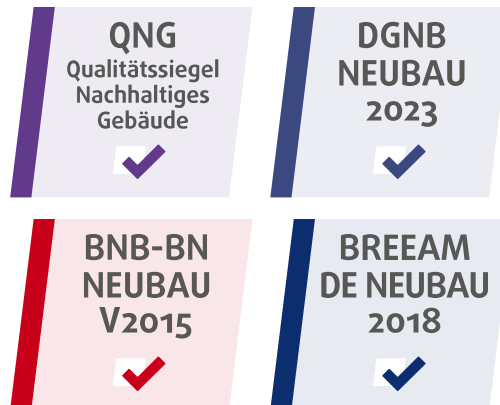 QNG
Qualitätssiegel
Nachhaltiges
Gebäude
DGNB
NEUBAU
2023
BNB-BN
NEUBAU
V2015
BREEAM
DE NEUBAU
2018